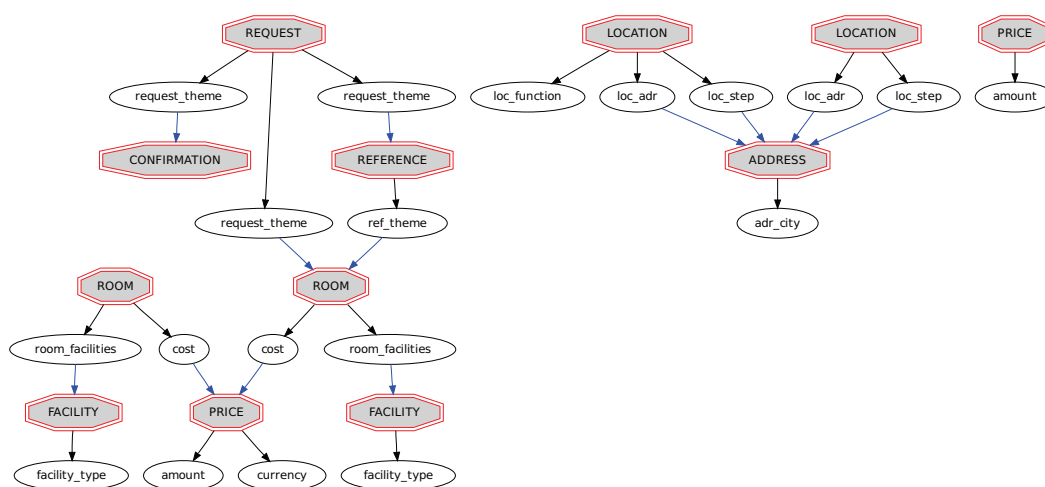 REQUEST
LOCATION
LOCATION
PRICE
request_theme
request_theme
loc_function
loc_adr
loc_step
loc_adr
loc_step
amount
CONFIRMATION
REFERENCE
ADDRESS
request_theme
ref_theme
adr_city
ROOM
ROOM
room_facilities
cost
cost
room_facilities
FACILITY
PRICE
FACILITY
facility_type
amount
currency
facility_type